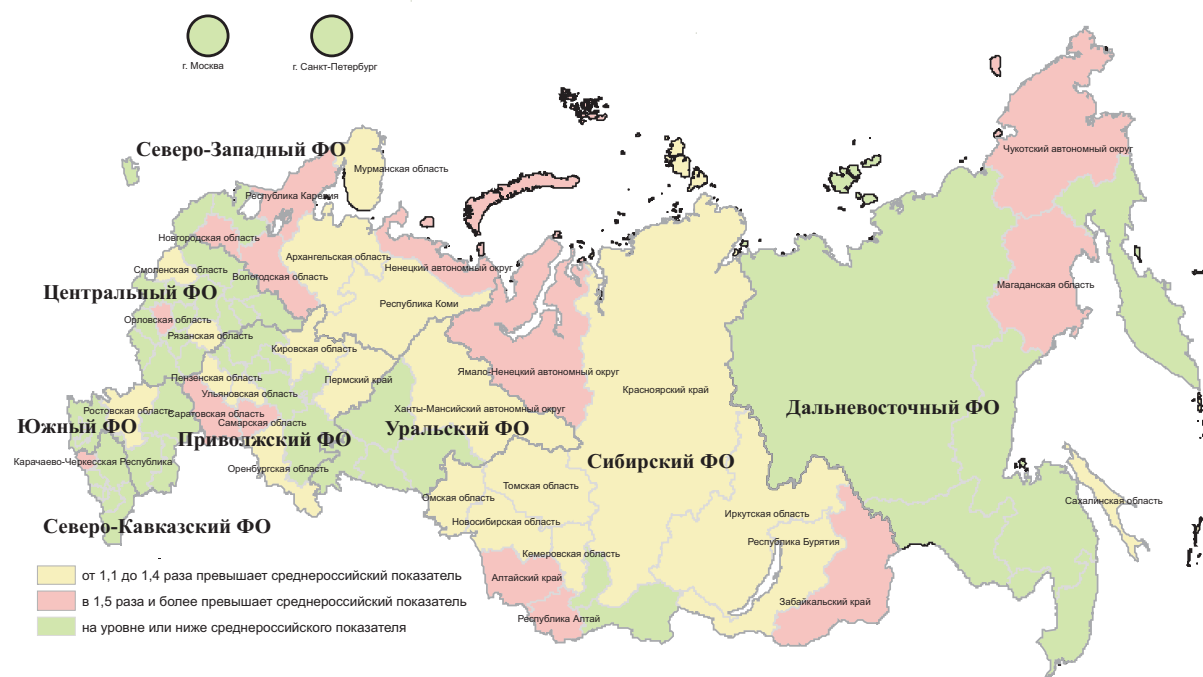 г. Москва
г. Санкт-Петербург
Северо-Западный ФО
Мурманская область
Чукотский автономный округ
Республика Карелия
Новгородская область
Архангельская область
Смоленская область
Ненецкий автономный округ
Вологодская область
Магаданская область
Центральный ФО
Республика Коми
Орловская область
Рязанская область
Кировская область
Ямало-Ненецкий автономный округ
Пензенская область
Пермский край
Красноярский край
Ульяновская область
Ростовская область
Саратовская область
Ханты-Мансийский автономный округ
Дальневосточный ФО
Самарская область
Южный ФО
Уральский ФО
Приволжский ФО
Карачаево-Черкесская Республика
Сибирский ФО
Оренбургская область
Томская область
Омская область
Сахалинская область
Иркутская область
Новосибирская область
Северо-Кавказский ФО
Республика Бурятия
Кемеровская область
от 1,1 до 1,4 раза превышает среднероссийский показатель
Алтайский край
в 1,5 раза и более превышает среднероссийский показатель
Забайкальский край
Республика Алтай
на уровне или ниже среднероссийского показателя